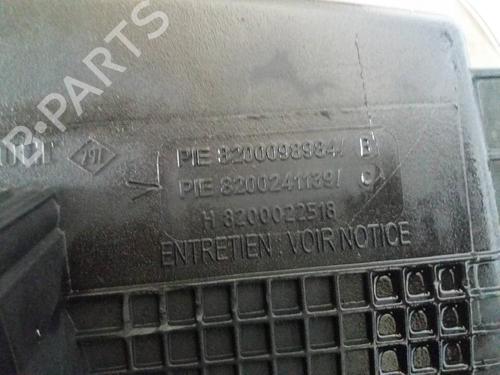 B-PARTS
PIE 8200098984/ B
PIE 8200241139/ C
H 8200022518
ENTRETIEN : VOIR NOTICE